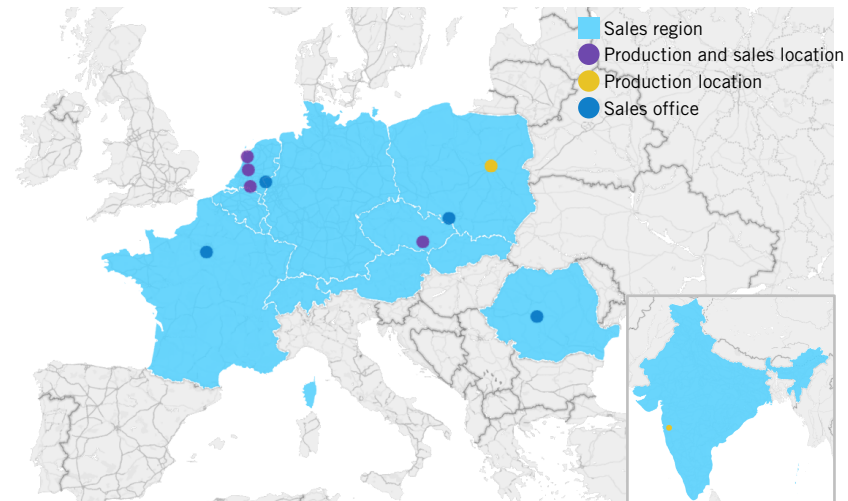 Sales region
Production and sales location
Production location
Sales office